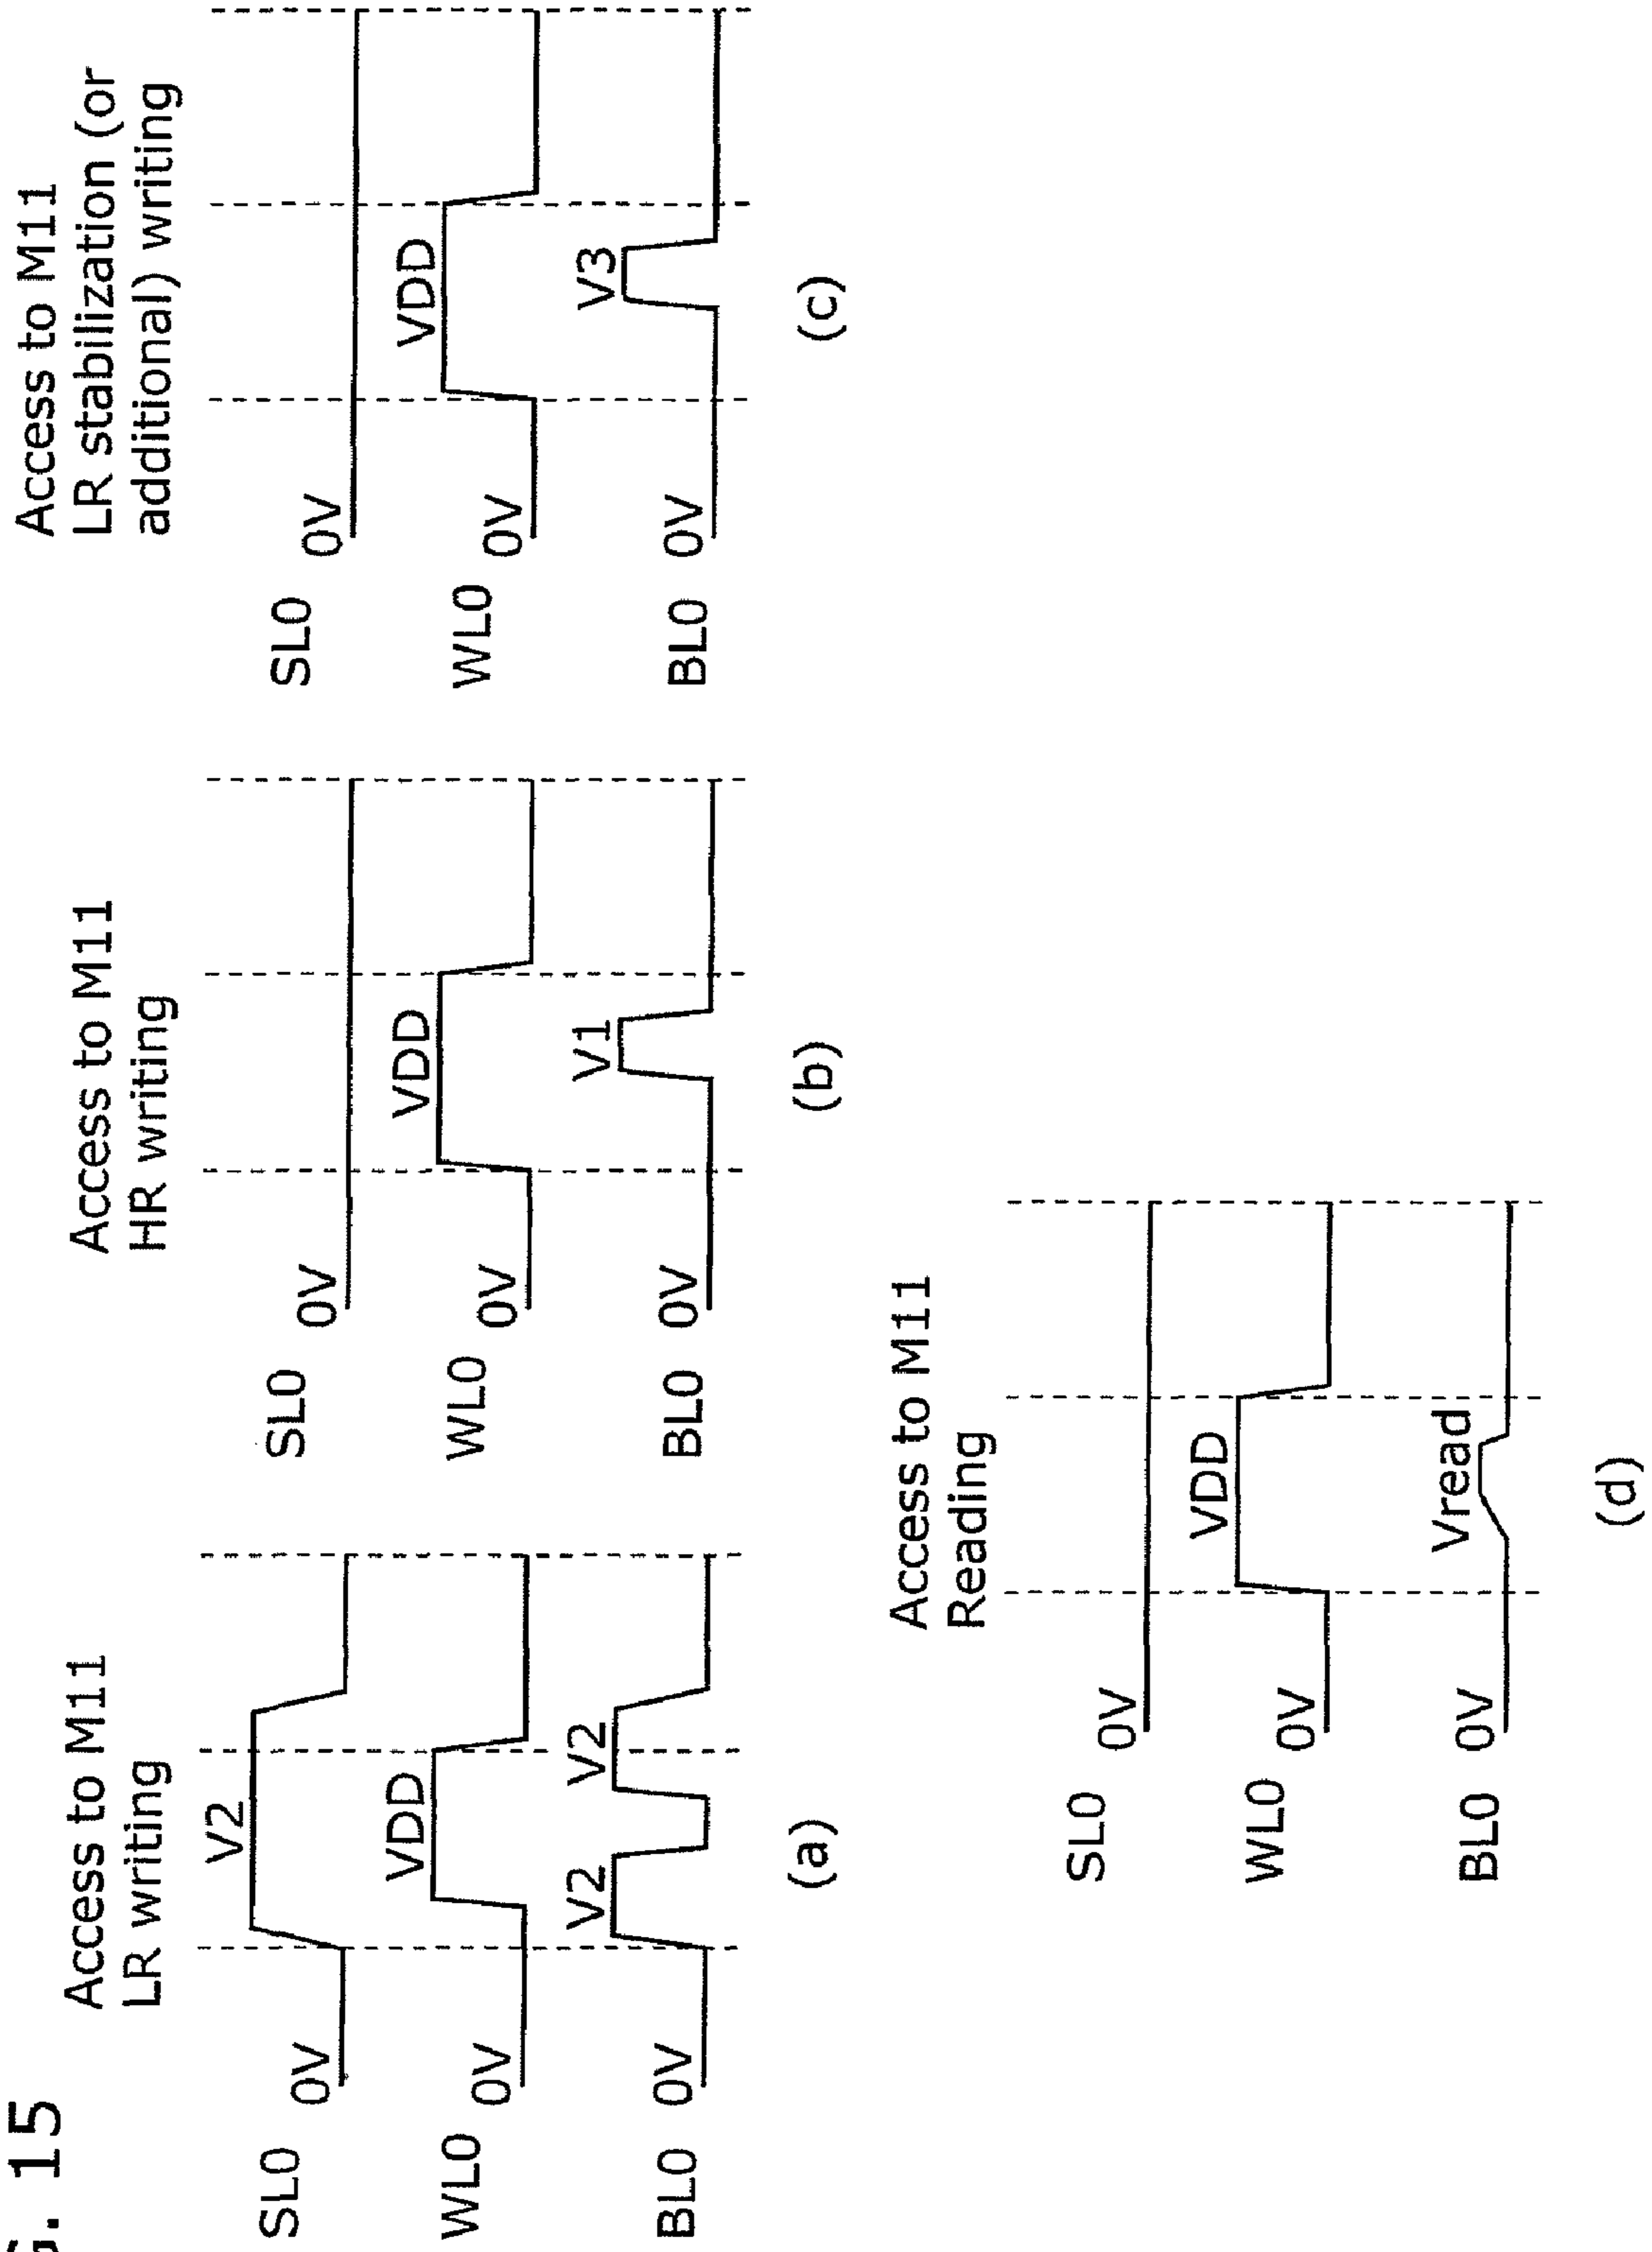 G. 15
Access to M11
LR writing
SL0
0V
V2
WL0
0V
VDD
BL0
0V
V2
V2
(a)
Access to M11
HR writing
SL0
0V
WL0
0V
VDD
BL0
0V
V1
(b)
Access to M11
LR stabilization (or
additional) writing
SL0
0V
WL0
0V
VDD
BL0
0V
V3
(c)
Access to M11
Reading
SL0
0V
WL0
0V
VDD
BL0
0V
Vread
(d)